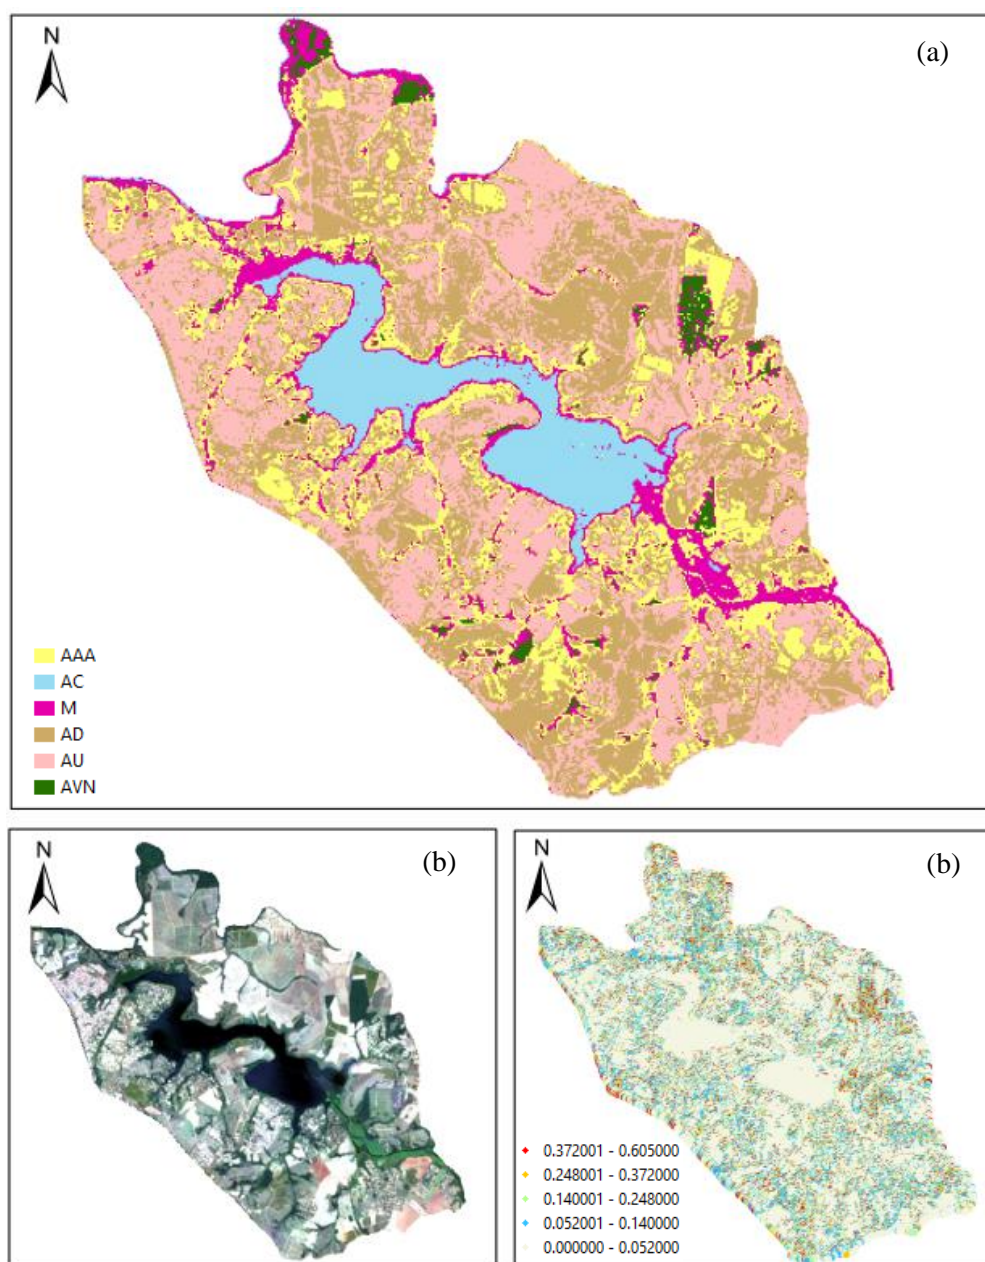 N
(a)
AAA
AC
M
AD
AU
AVN
N
(b)
N
(b)
0.372001 - 0.605000
0.248001 - 0.372000
0.140001 - 0.248000
0.052001 - 0.140000
0.000000 - 0.052000